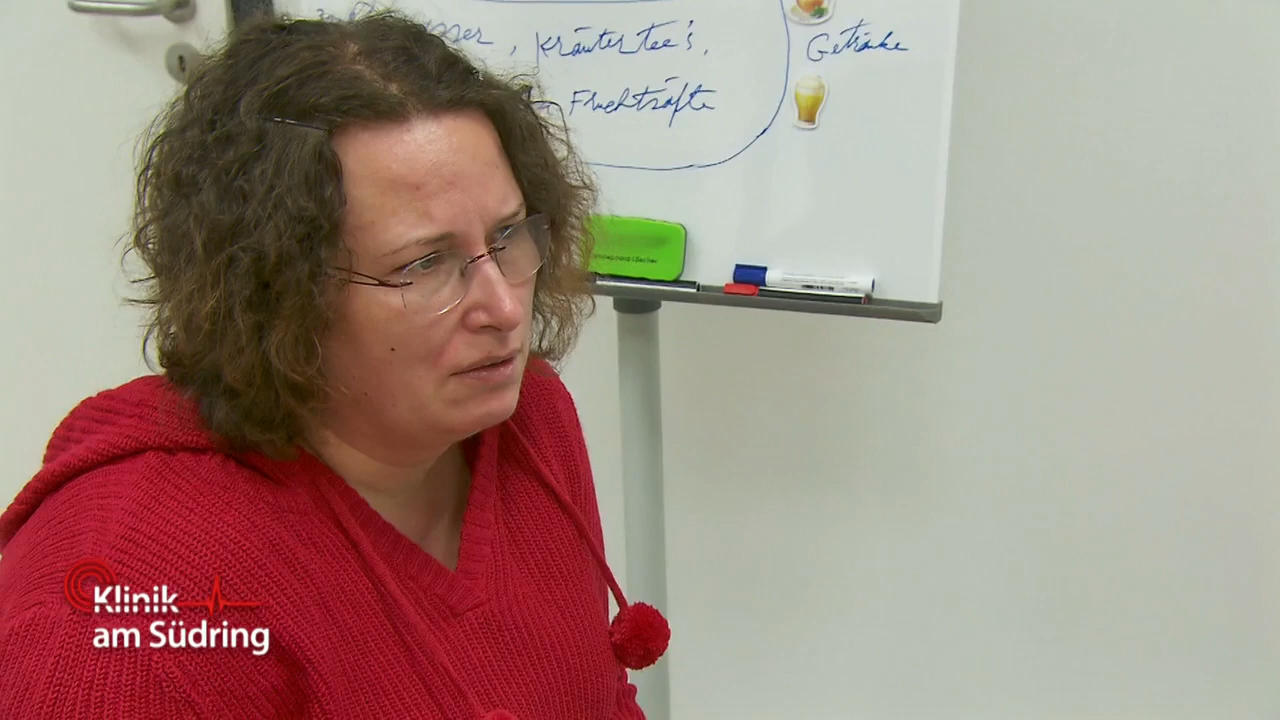 Kräutertee's,
Getränke
Fruchtsäfte
Klinik
am Südring